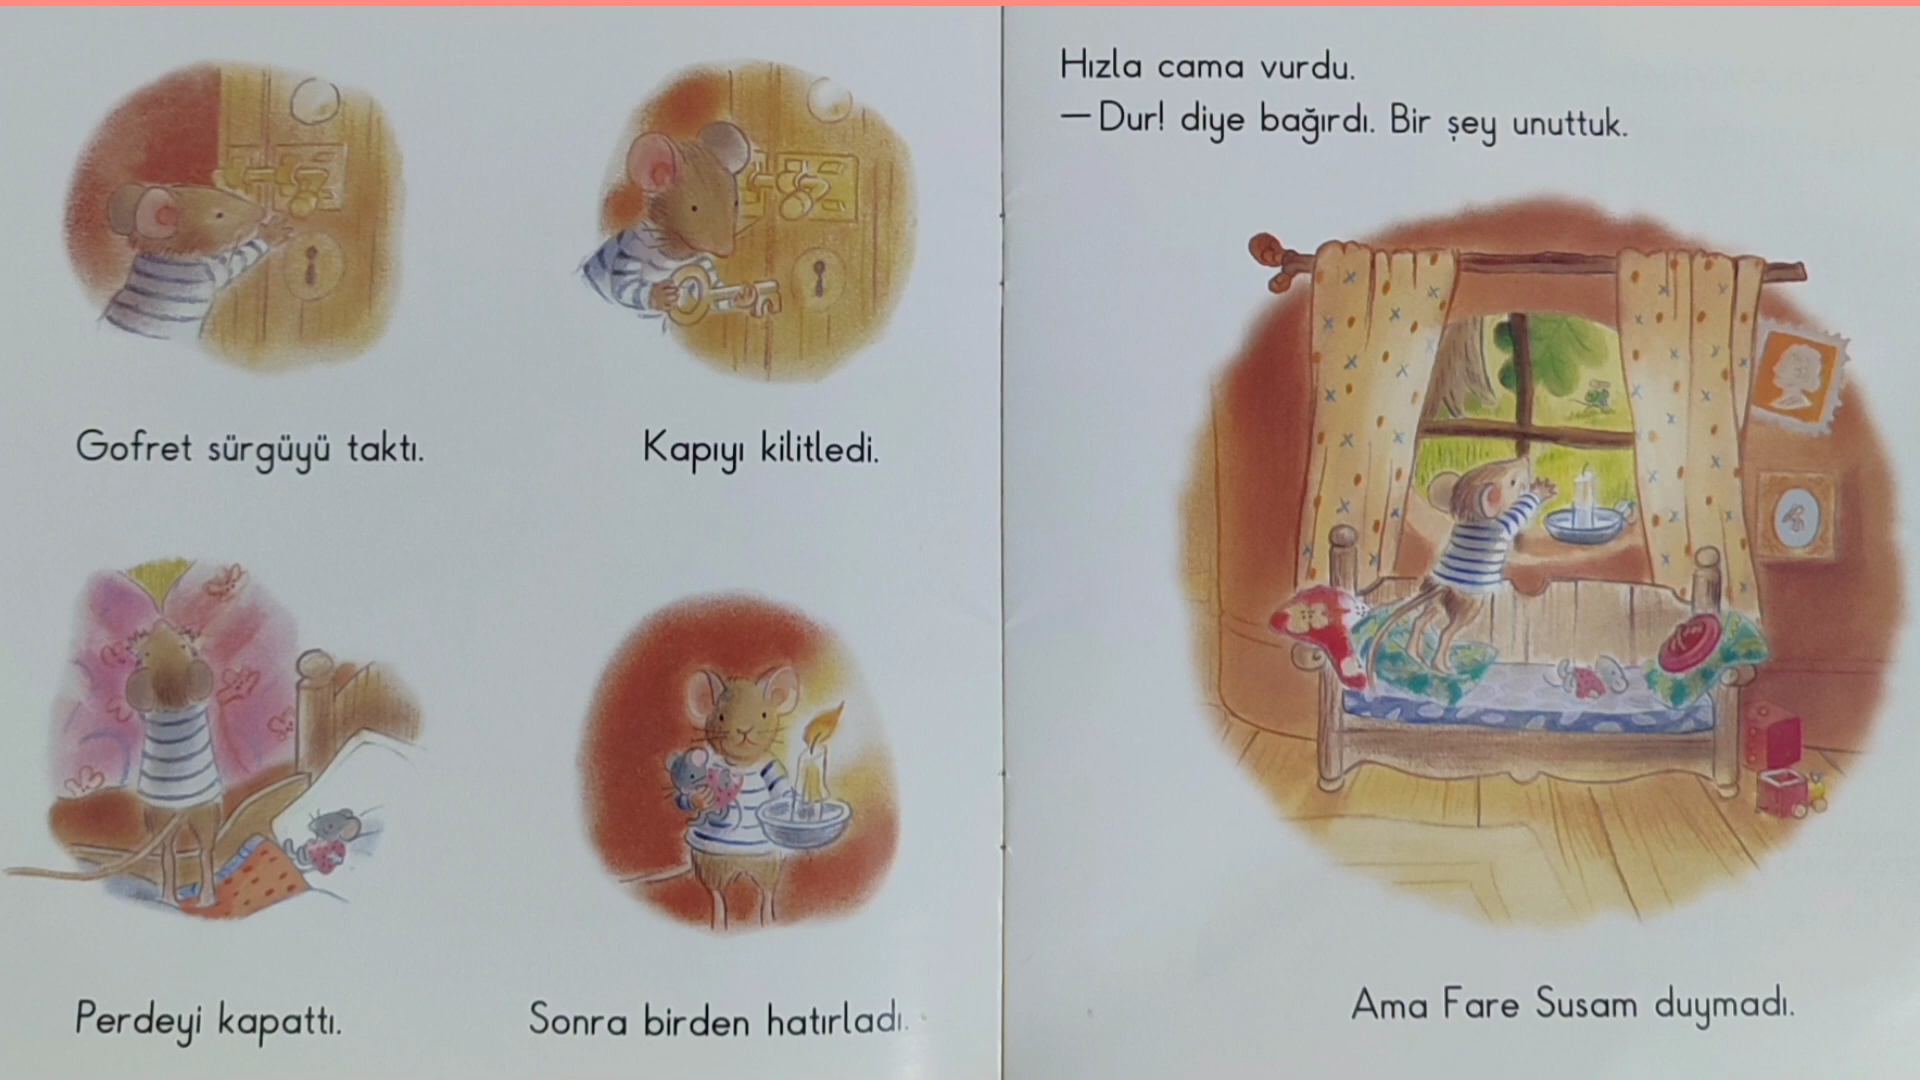 Gofret sürgüyü taktı.
Kapıyı kilitledi.
Perdeyi kapattı.
Sonra birden hatırladı.
Hızla cama vurdu.
— Dur! diye bağırdı. Bir şey unuttuk.
Ama Fare Susam duymadı.